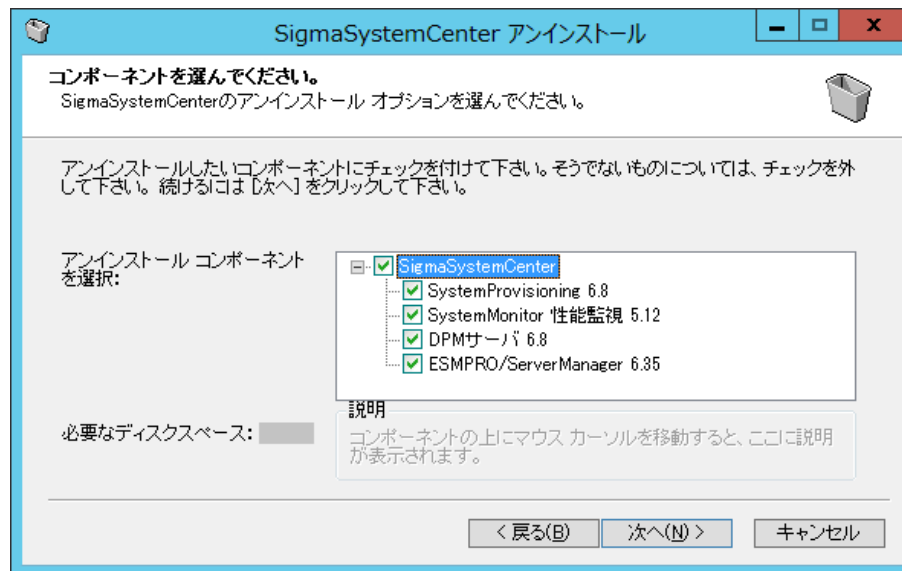 SigmaSystemCenter アンインストール
コンポーネントを選んでください。
SigmaSystemCenterのアンインストール オプションを選んでください。
アンインストールしたいコンポーネントにチェックを付けて下さい。そうでないものについては、チェックを外
して下さい。 続けるには [次へ] をクリックして下さい。
アンインストール コンポーネント
を選択:
SigmaSystemCenter
SystemProvisioning 6.8
SystemMonitor 性能監視 5.12
DPMサーバ 6.8
ESMPRO/ServerManager 6.35
必要なディスクスペース:
説明
コンポーネントの上にマウス カーソルを移動すると、ここに説明
が表示されます。
< 戻る(B)
次へ(N) >
キャンセル